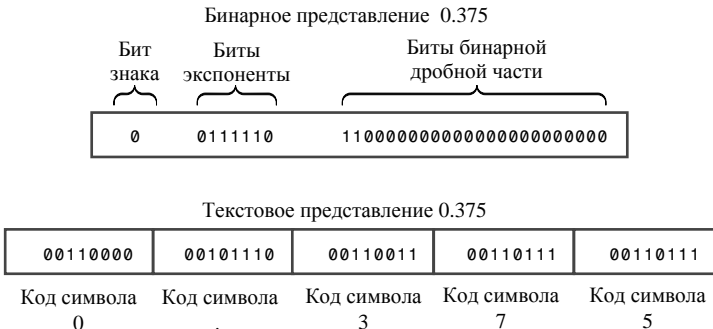 Бинарное представление 0.375
Бит знака
Биты экспоненты
Биты бинарной дробной части
0 0111110 110000000000000000000000
Текстовое представление 0.375
00110000 00101110 00110011 00110111 00110111
Код символа Код символа Код символа Код символа Код символа
0 . 3 7 5